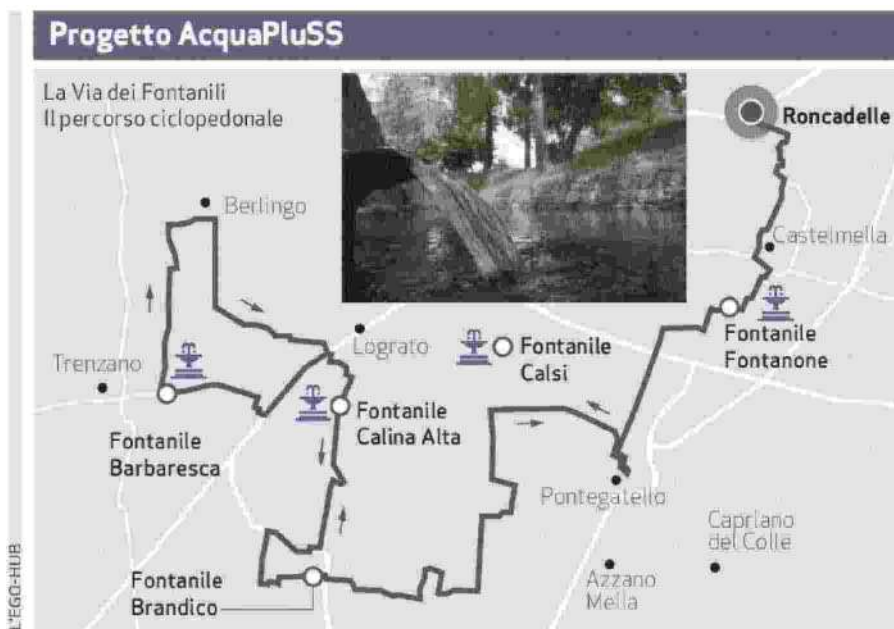 Progetto AcquaPluSS
La Via dei Fontanili
Il percorso ciclopedonale
Roncadelle
Berlingo
Castelmella
Lograto
Fontanile
Calsi
Fontanile
Fontanone
Trenzano
Fontanile
Calina Alta
Fontanile
Barbaresca
Pontegatello
Capriano
del Colle
Azzano
Mella
Fontanile
Brandico
L'EGO-HUB